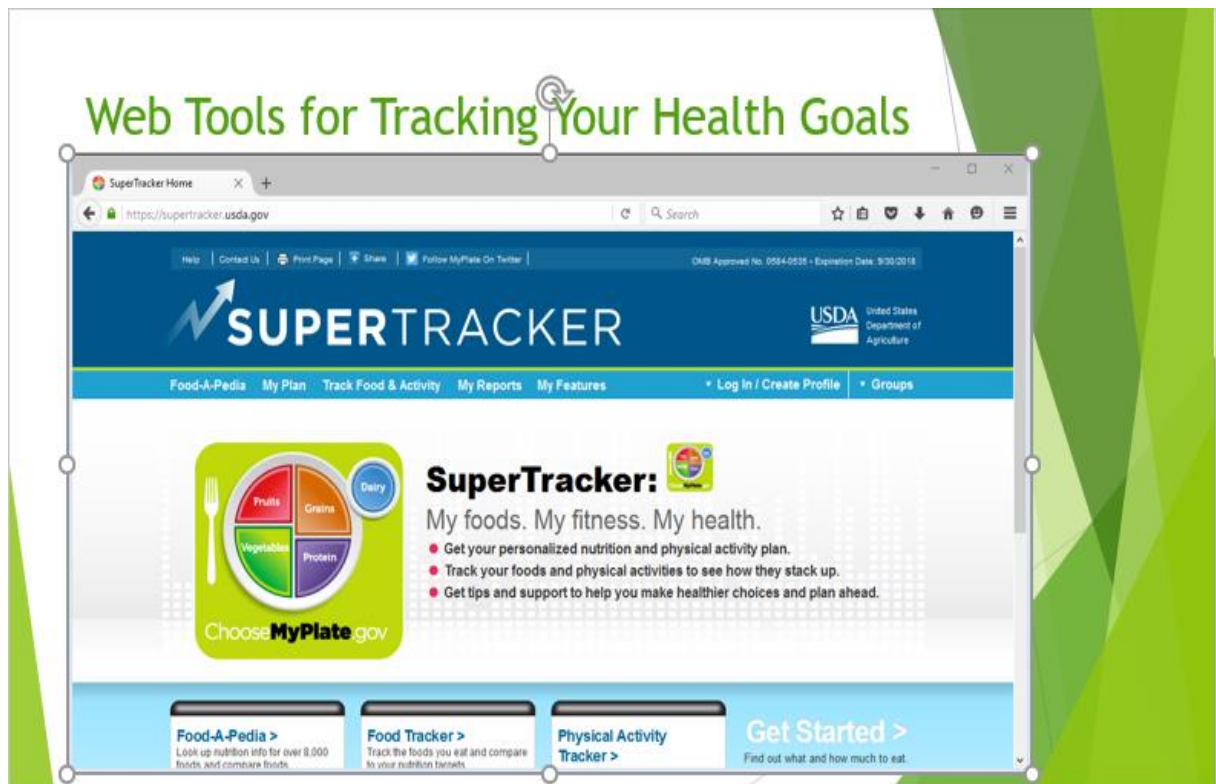 Web Tools for Tracking Your Health Goals
SuperTracker Home
https://supertracker.usda.gov
Search
Help | Contact Us | Print Page | Share | Follow MyPlate On Twitter |
OMB Approved No. 0584-0535 - Expiration Date: 9/30/2018
SUPERTRACKER
USDA
United States
Department of
Agriculture
Food-A-Pedia My Plan Track Food & Activity My Reports My Features Log In / Create Profile Groups
Fruits
Grains
Dairy
Vegetables
Protein
ChooseMyPlate.gov
SuperTracker:
My foods. My fitness. My health.
Get your personalized nutrition and physical activity plan.
Track your foods and physical activities to see how they stack up.
Get tips and support to help you make healthier choices and plan ahead.
Food-A-Pedia >
Look up nutrition info for over 8,000
foods and compare foods
Food Tracker >
Track the foods you eat and compare
to your nutrition targets
Physical Activity
Tracker >
Get Started >
Find out what and how much to eat.